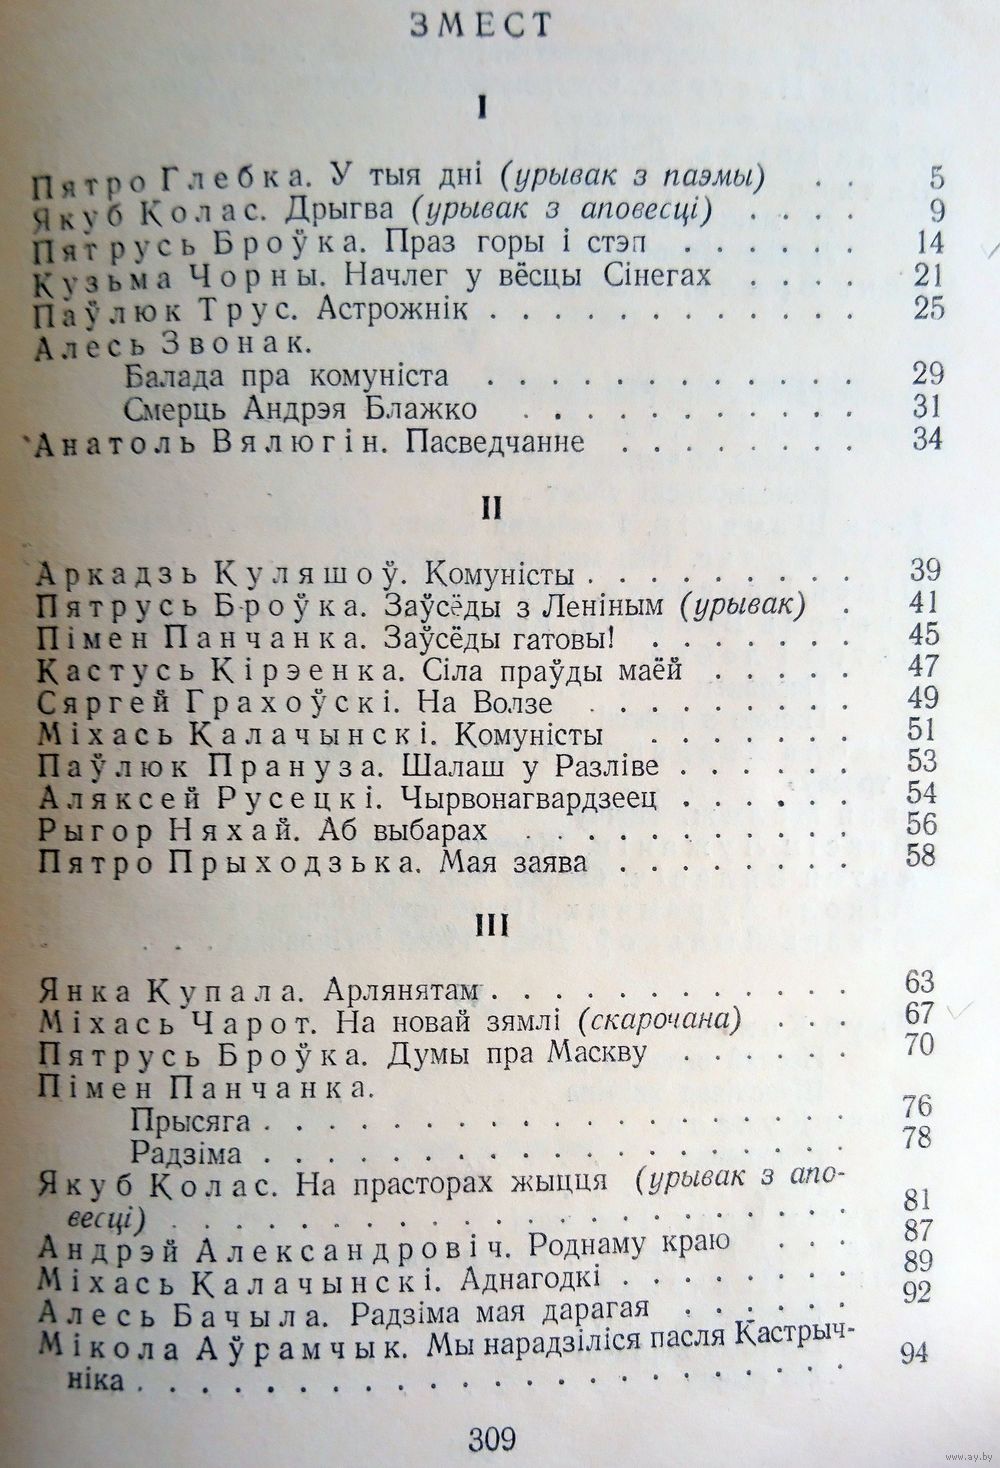 ЗМЕСТ
I
Пятро Глебка. У тыя дні (урывак з паэмы) . . 5
Якуб Колас. Дрыгва (урывак з аповесці) . . . . 9
Пятрусь Броўка. Праз горы і стэп . . . . . . 14
Кузьма Чорны. Начлег у вёсцы Сінегах . . . . 21
Паўлюк Трус. Астрожнік . . . . . . . . . . . . 25
Алесь Звонак.
Балада пра комуніста . . . . . . . . . . . . 29
Смерць Андрэя Блажко . . . . . . . . . . . 31
Анатоль Вялюгін. Пасведчанне . . . . . . . . 34
II
Аркадзь Куляшоў. Комуністы . . . . . . . . . 39
Пятрусь Броўка. Заўсёды з Леніным (урывак) . 41
Пімен Панчанка. Заўсёды гатовы! . . . . . . . 45
Кастусь Кірэенка. Сіла праўды маёй . . . . . 47
Сяргей Грахоўскі. На Волзе . . . . . . . . . 49
Міхась Калачынскі. Комуністы . . . . . . . 51
Паўлюк Прануза. Шалаш у Разліве . . . . . . 53
Аляксей Русецкі. Чырвонагвардзеец . . . . . . 54
Рыгор Няхай. Аб выбарах . . . . . . . . . . . 56
Пятро Прыходзька. Мая заява . . . . . . . . 58
III
Янка Купала. Арлянятам . . . . . . . . . . . . 63
Міхась Чарот. На новай зямлі (скарочана) . . . 67
Пятрусь Броўка. Думы пра Маскву . . . . . . 70
Пімен Панчанка.
Прысяга . . . . . . . . . . . . . . . . . . . 76
Радзіма . . . . . . . . . . . . . . . . . . . 78
Якуб Колас. На прасторах жыцця (урывак з апо-
весці) . . . . . . . . . . . . . . . . . . . . . 81
Андрэй Александровіч. Роднаму краю . . . 87
Міхась Калачынскі. Аднагодкі . . . . . . . . 89
Алесь Бачыла. Радзіма мая дарагая . . . . . . 92
Мікола Аўрамчык. Мы нарадзіліся пасля Кастрыч-
ніка . . . . . . . . . . . . . . . . . . . . . . 94
309
www.ay.by